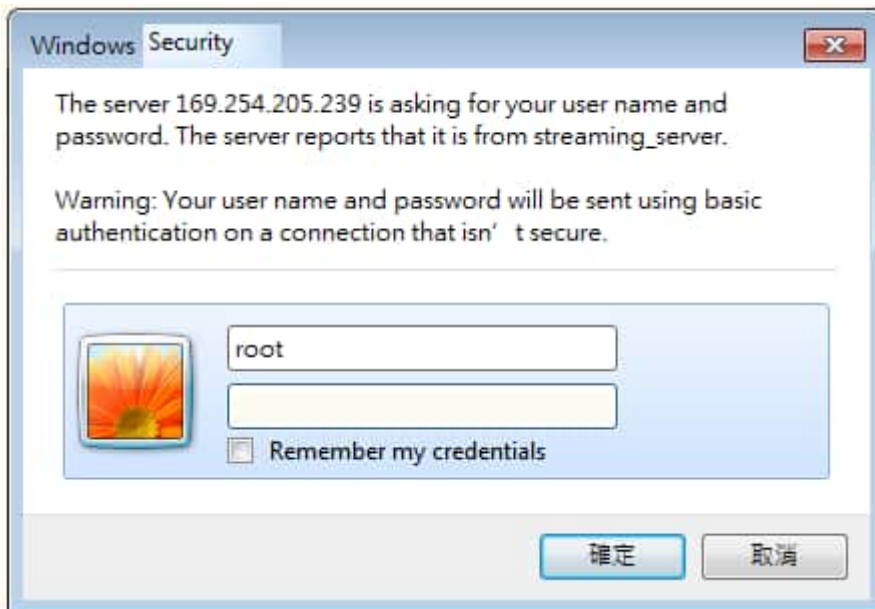 Windows Security
The server 169.254.205.239 is asking for your user name and
password. The server reports that it is from streaming_server.
Warning: Your user name and password will be sent using basic
authentication on a connection that isn’ t secure.
root
Remember my credentials
確定 取消